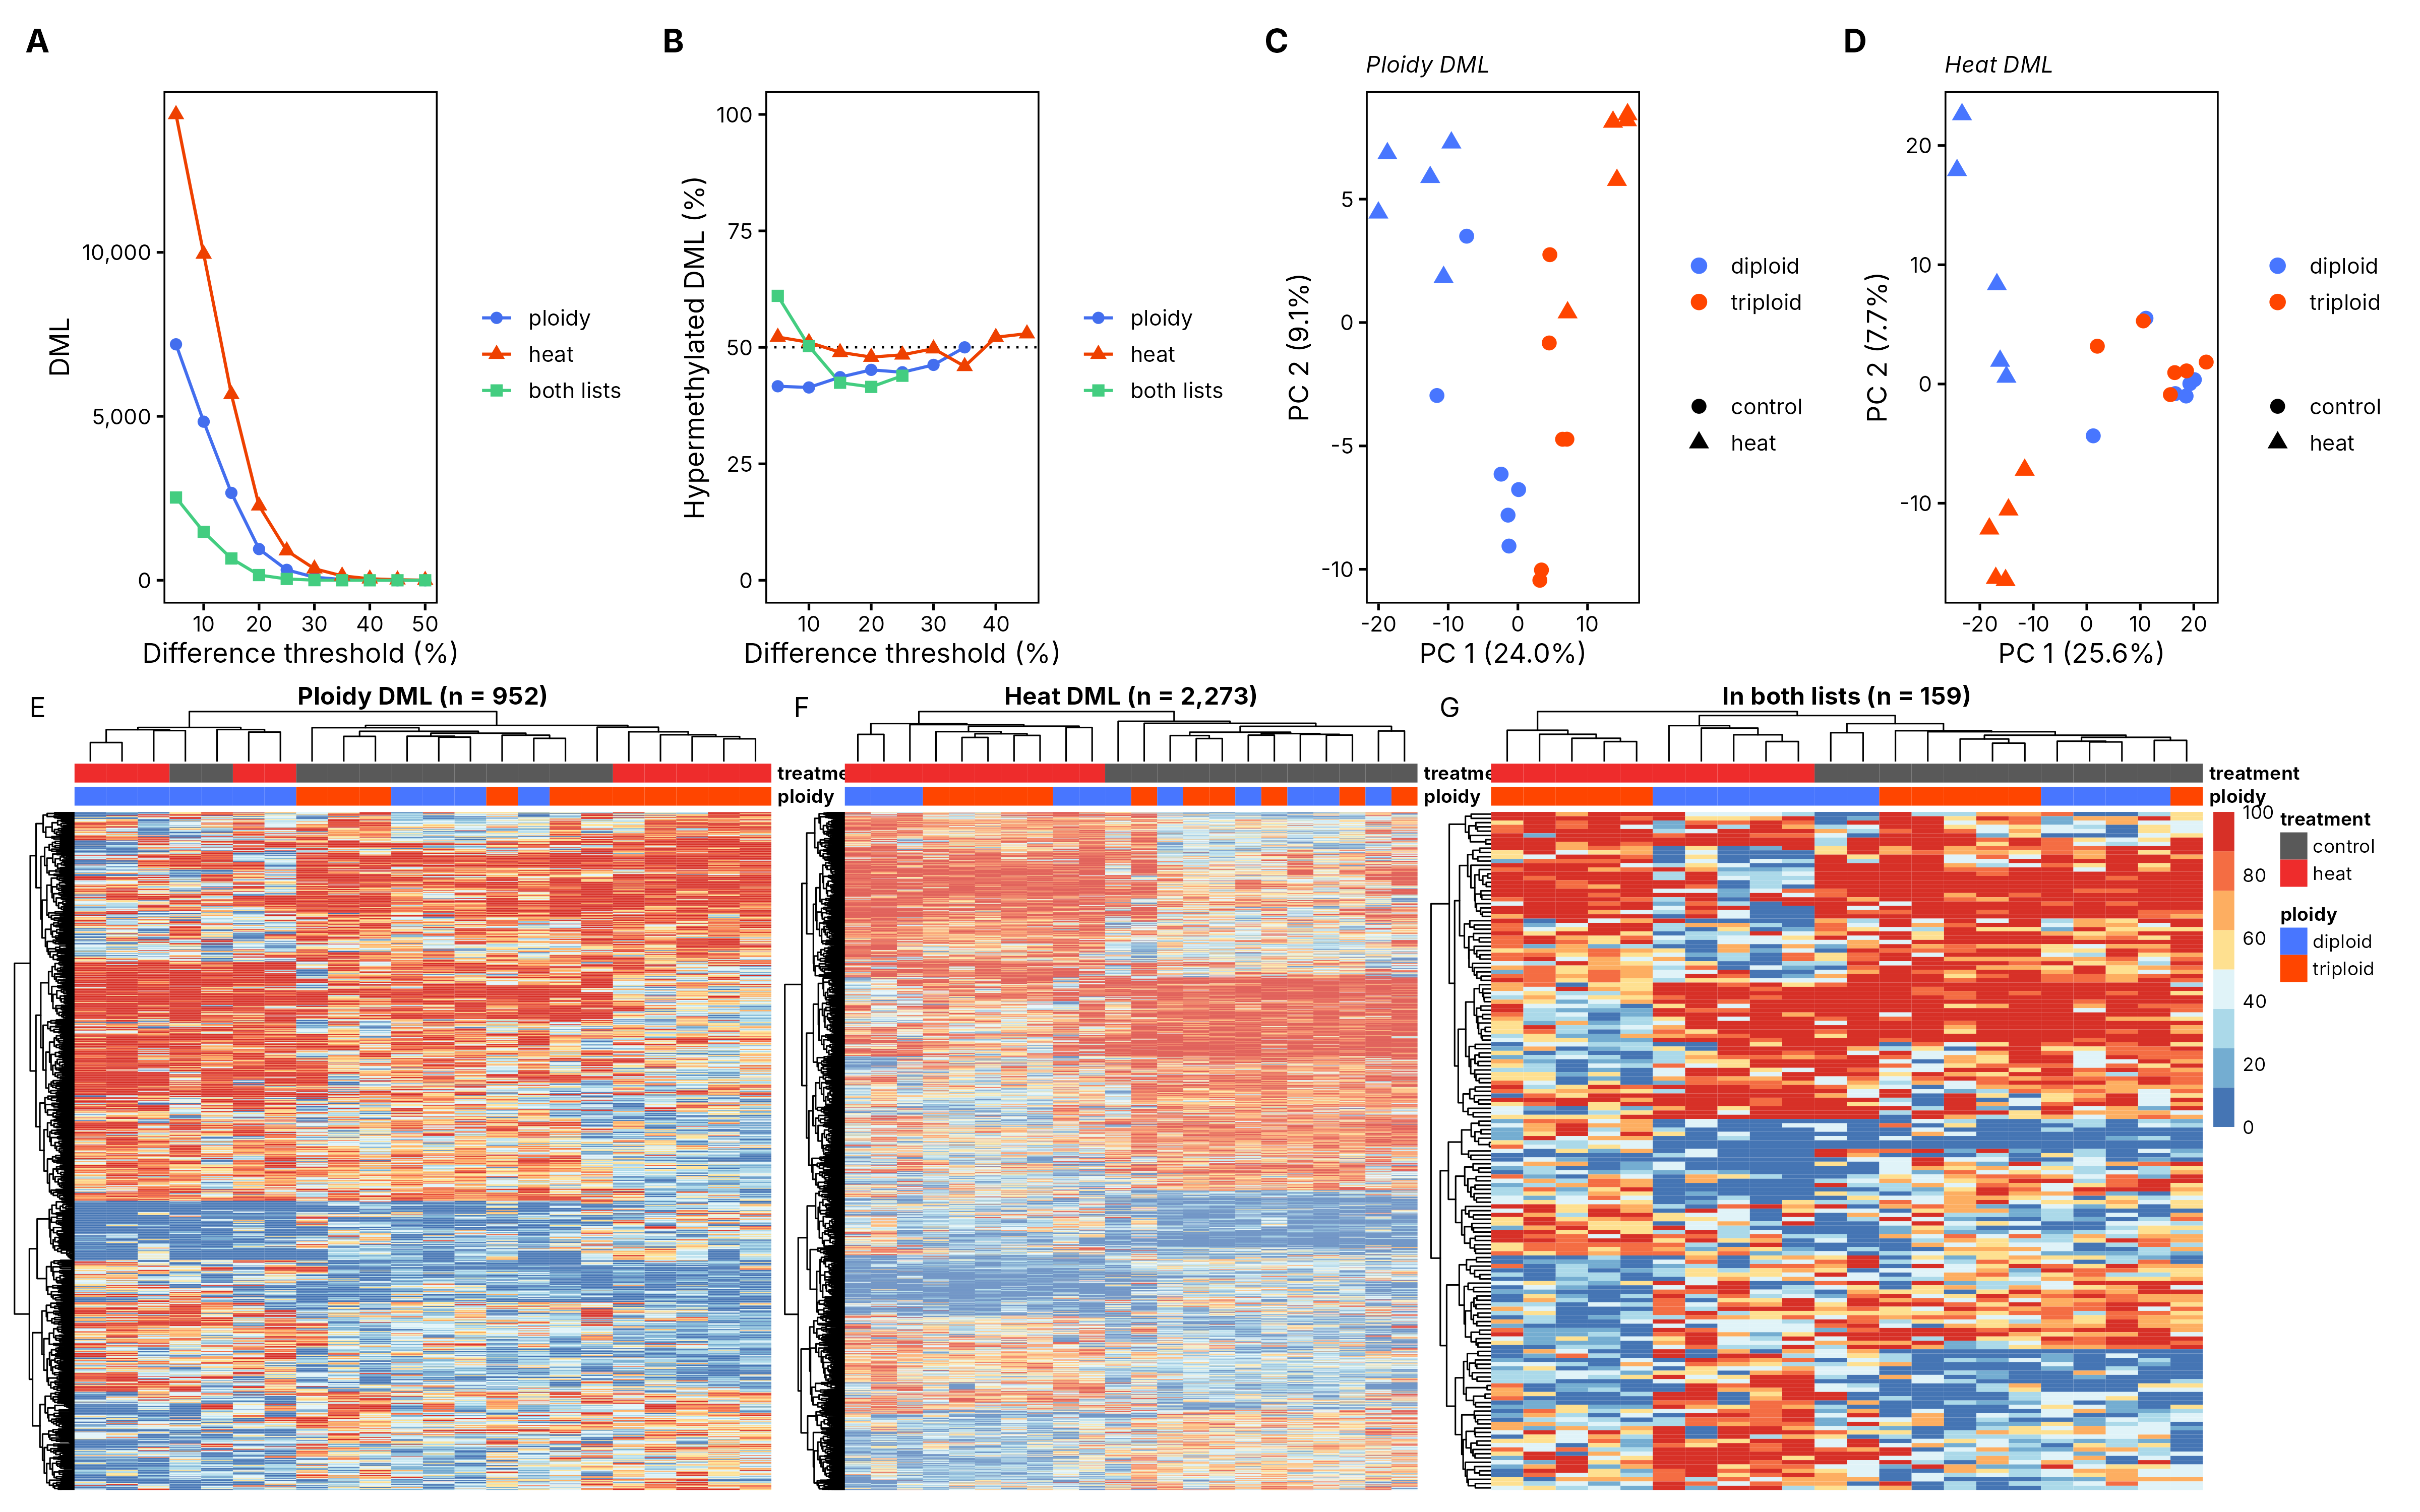 A
B
C
D
Ploidy DML
Heat DML
DML
10,000
5,000
0
10 20 30 40 50
Difference threshold (%)
ploidy
heat
both lists
Hypermethylated DML (%)
100
75
50
25
0
10 20 30 40
Difference threshold (%)
ploidy
heat
both lists
PC 2 (9.1%)
5
0
-5
-10
-20 -10 0 10
PC 1 (24.0%)
diploid
triploid
control
heat
PC 2 (7.7%)
20
10
0
-10
-20 -10 0 10 20
PC 1 (25.6%)
diploid
triploid
control
heat
E
Ploidy DML (n = 952)
treatme
ploidy
F
Heat DML (n = 2,273)
treatme
ploidy
G
In both lists (n = 159)
treatment
ploidy
100
80
60
40
20
0
treatment
control
heat
ploidy
diploid
triploid